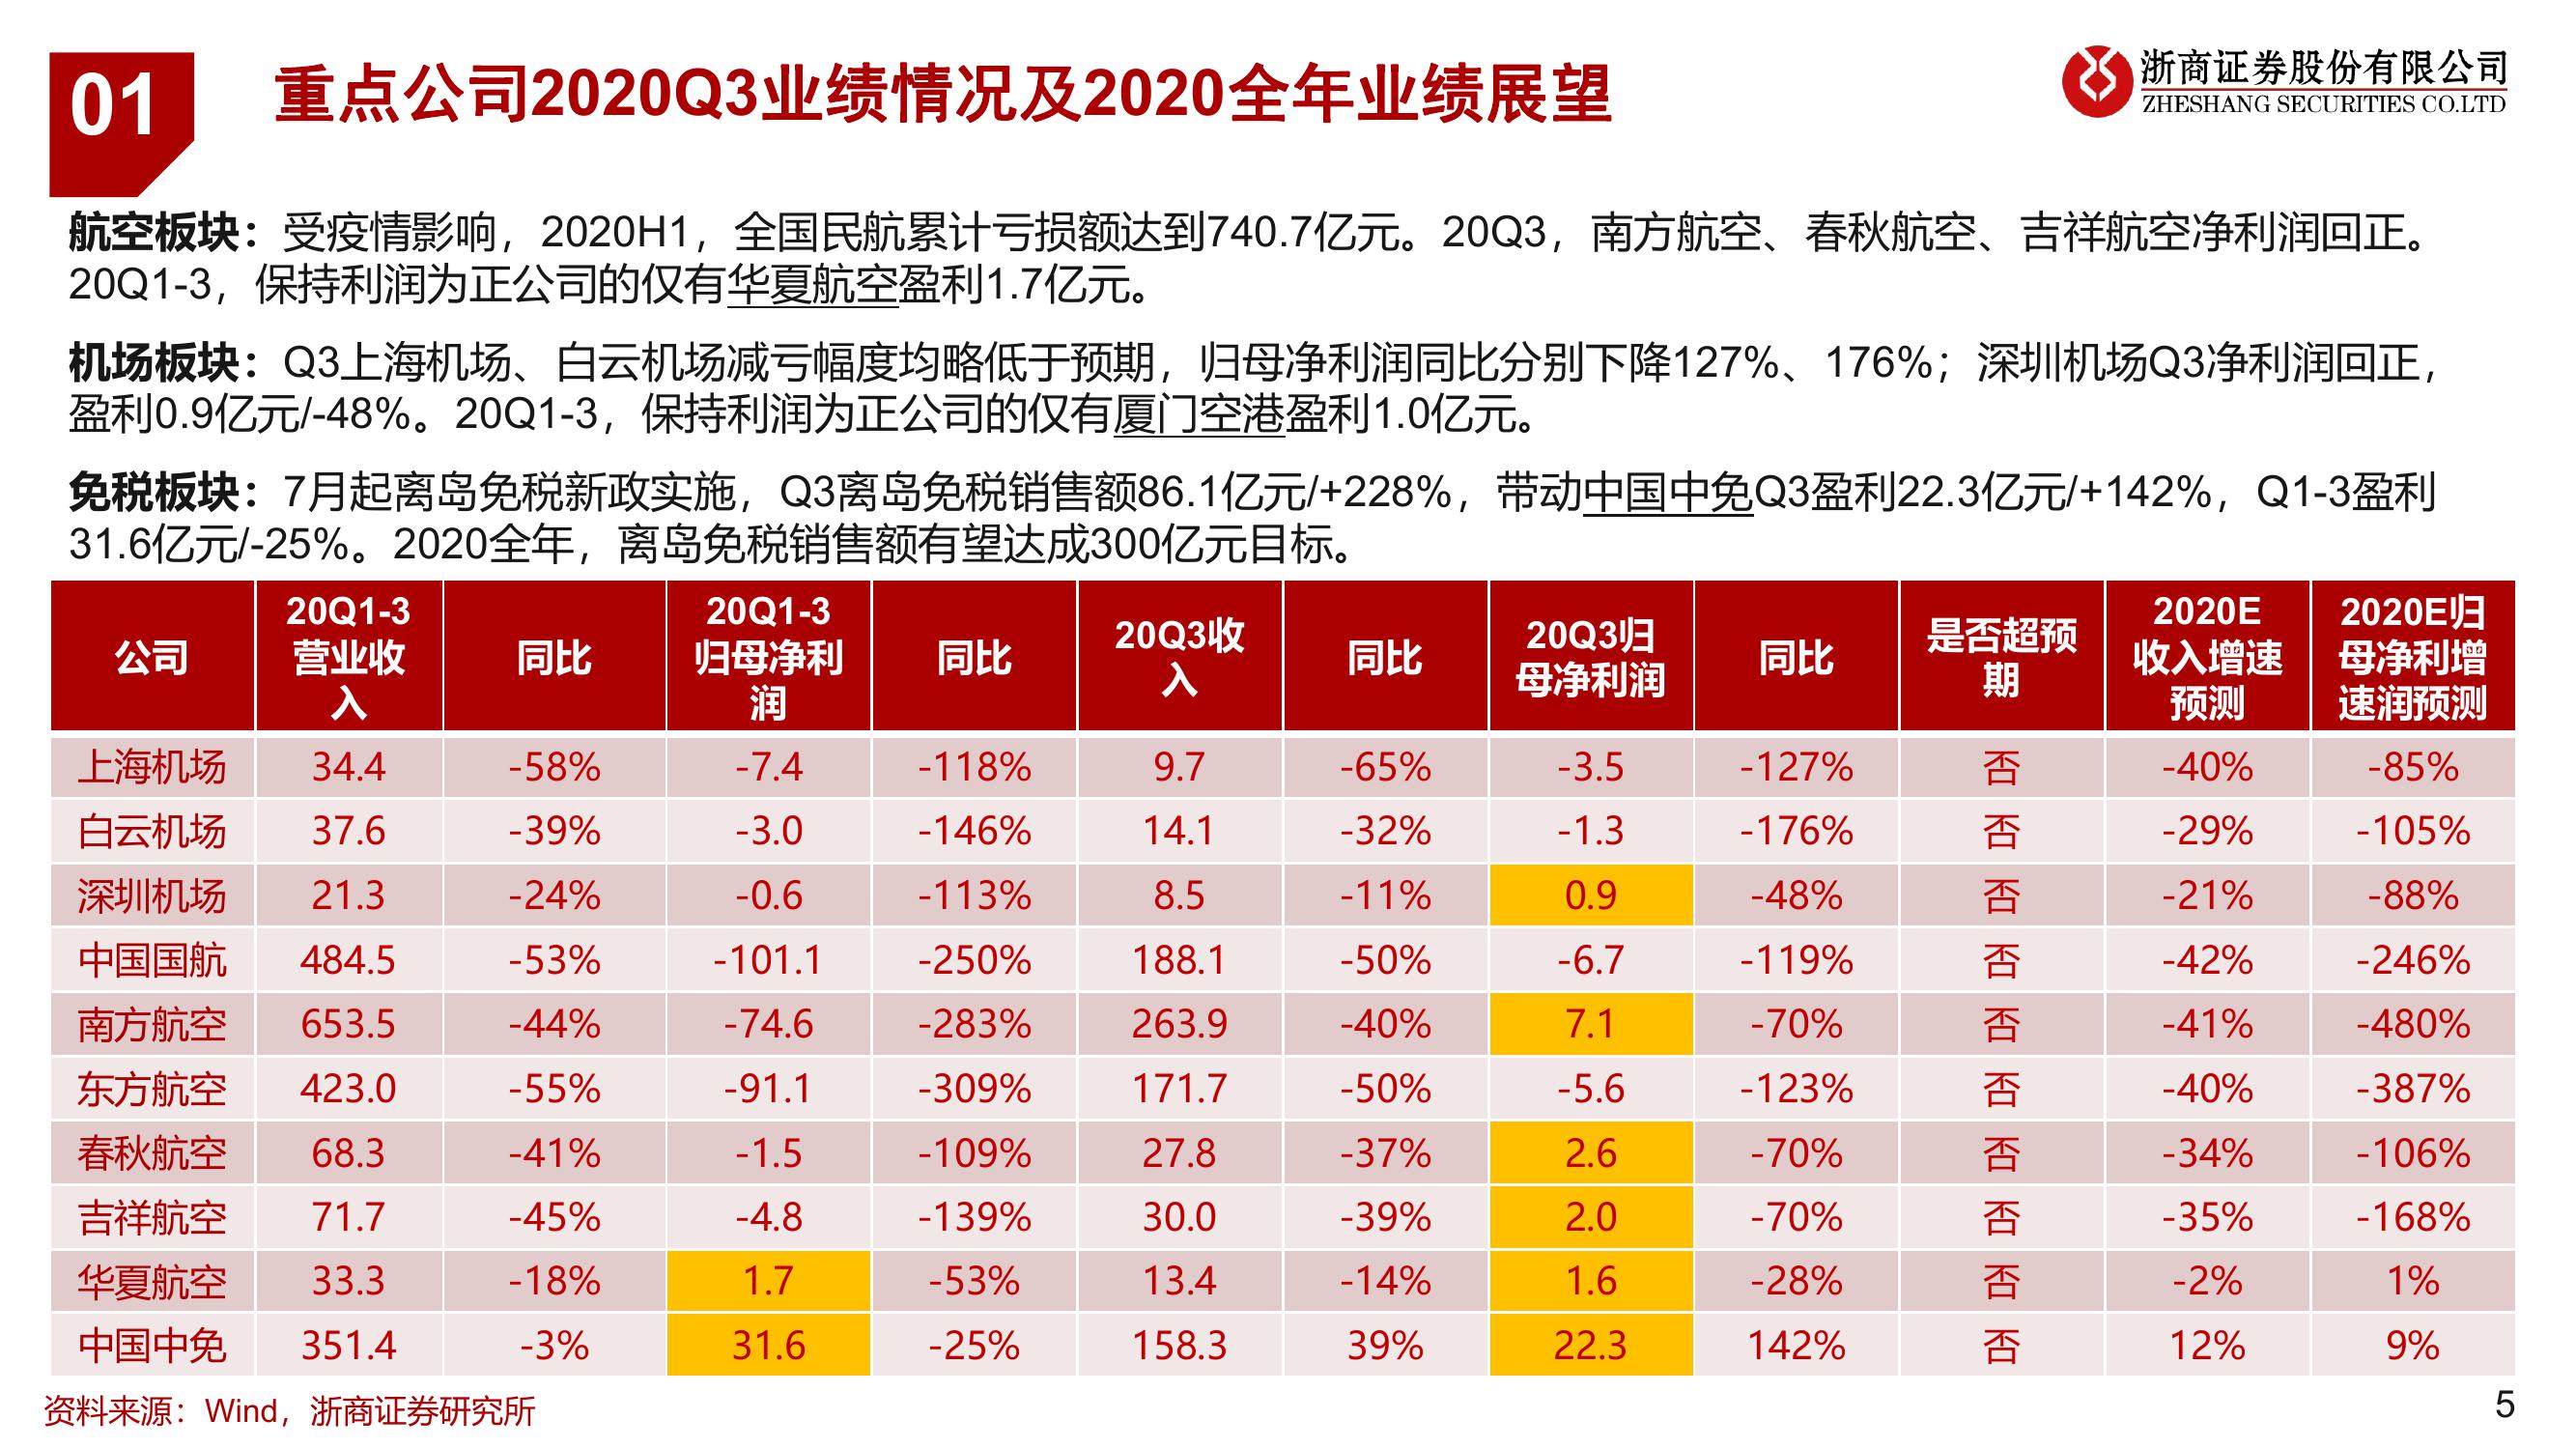 01
重点公司2020Q3业绩情况及2020全年业绩展望
浙商证券股份有限公司
ZHESHANG SECURITIES CO.LTD
航空板块：受疫情影响，2020H1，全国民航累计亏损额达到740.7亿元。20Q3，南方航空、春秋航空、吉祥航空净利润回正。
20Q1-3，保持利润为正公司的仅有华夏航空盈利1.7亿元。
机场板块：Q3上海机场、白云机场减亏幅度均略低于预期，归母净利润同比分别下降127%、176%；深圳机场Q3净利润回正，
盈利0.9亿元/-48%。20Q1-3，保持利润为正公司的仅有厦门空港盈利1.0亿元。
免税板块：7月起离岛免税新政实施，Q3离岛免税销售额86.1亿元/+228%，带动中国中免Q3盈利22.3亿元/+142%，Q1-3盈利
31.6亿元/-25%。2020全年，离岛免税销售额有望达成300亿元目标。
公司 20Q1-3营业收入 同比 20Q1-3归母净利润 同比 20Q3收入 同比 20Q3归母净利润 同比 是否超预期 2020E收入增速预测 2020E归母净利增速润预测
上海机场 34.4 -58% -7.4 -118% 9.7 -65% -3.5 -127% 否 -40% -85%
白云机场 37.6 -39% -3.0 -146% 14.1 -32% -1.3 -176% 否 -29% -105%
深圳机场 21.3 -24% -0.6 -113% 8.5 -11% 0.9 -48% 否 -21% -88%
中国国航 484.5 -53% -101.1 -250% 188.1 -50% -6.7 -119% 否 -42% -246%
南方航空 653.5 -44% -74.6 -283% 263.9 -40% 7.1 -70% 否 -41% -480%
东方航空 423.0 -55% -91.1 -309% 171.7 -50% -5.6 -123% 否 -40% -387%
春秋航空 68.3 -41% -1.5 -109% 27.8 -37% 2.6 -70% 否 -34% -106%
吉祥航空 71.7 -45% -4.8 -139% 30.0 -39% 2.0 -70% 否 -35% -168%
华夏航空 33.3 -18% 1.7 -53% 13.4 -14% 1.6 -28% 否 -2% 1%
中国中免 351.4 -3% 31.6 -25% 158.3 39% 22.3 142% 否 12% 9%
资料来源：Wind，浙商证券研究所
5